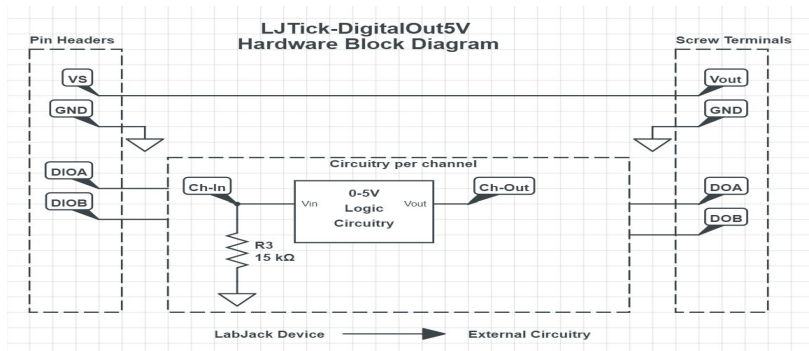 LJTick-DigitalOut5V
Hardware Block Diagram
Pin Headers
Screw Terminals
VS
Vout
GND
GND
Circuitry per channel
DIOA
DIOB
Ch-In
Vin
0-5V
Logic
Circuitry
Vout
Ch-Out
DOA
DOB
R3
15 kΩ
LabJack Device
External Circuitry